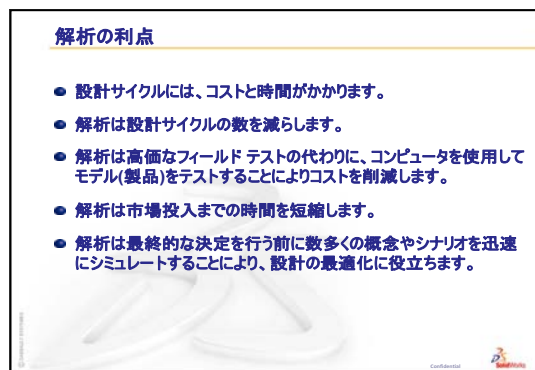 解析の利点
設計サイクルには、コストと時間がかかります。
解析は設計サイクルの数を減らします。
解析は高価なフィールド テストの代わりに、コンピュータを使用して
モデル(製品)をテストすることによりコストを削減します。
解析は市場投入までの時間を短縮します。
解析は最終的な決定を行う前に数多くの概念やシナリオを迅速
にシミュレートすることにより、設計の最適化に役立ちます。
Confidential
SolidWorks